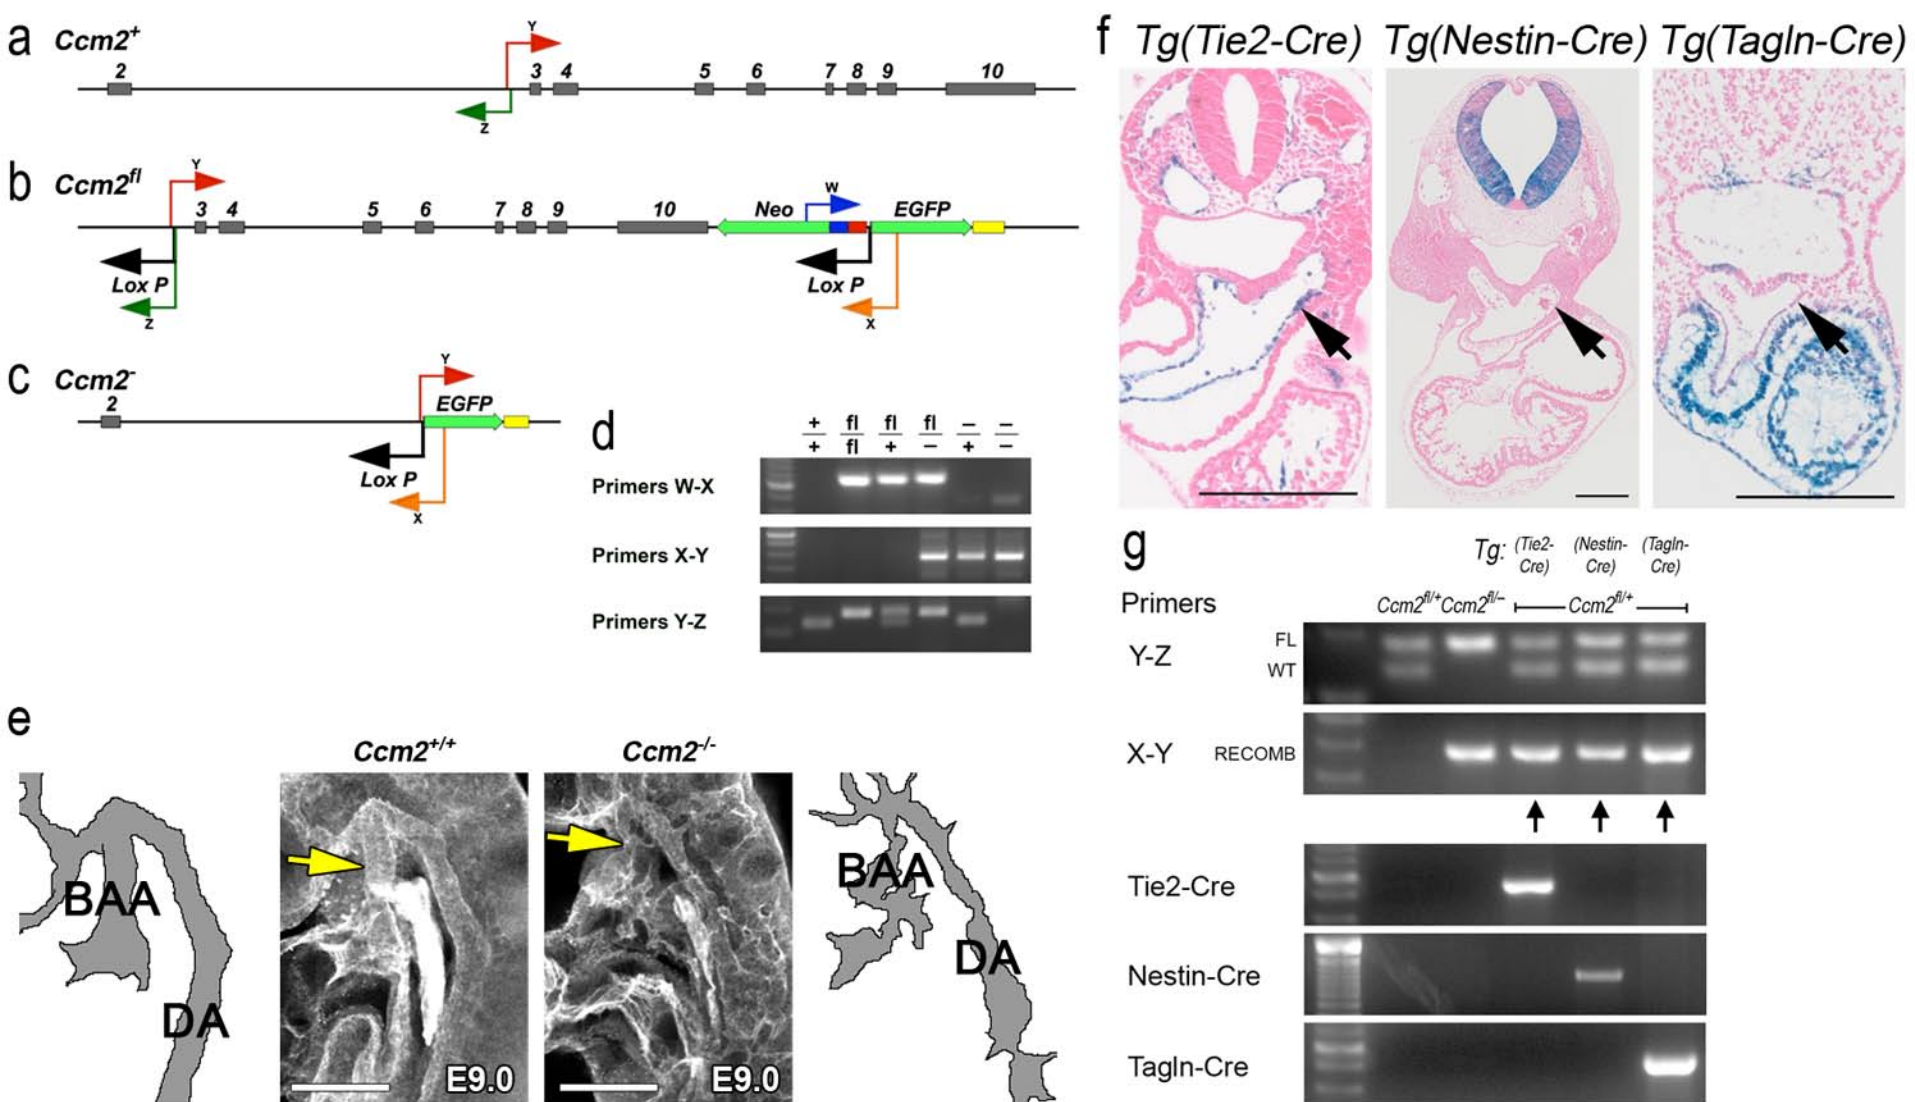 a Ccm2+
Y
2 3 4 5 6 7 8 9 10
Z
b Ccm2fl
Y
3 4 5 6 7 8 9 10 Neo W EGFP
Lox P Lox P
Z X
c Ccm2-
Y
2 EGFP
Lox P
X
d
+ fl fl fl – –
+ fl + – + –
Primers W-X
Primers X-Y
Primers Y-Z
e
Ccm2+/+ Ccm2-/-
BAA
DA
E9.0
E9.0
BAA
DA
f Tg(Tie2-Cre) Tg(Nestin-Cre) Tg(Tagln-Cre)
g
Tg: (Tie2-Cre) (Nestin-Cre) (Tagln-Cre)
Primers Ccm2fl/+ Ccm2fl/– Ccm2fl/+
Y-Z FL
WT
X-Y RECOMB
Tie2-Cre
Nestin-Cre
Tagln-Cre